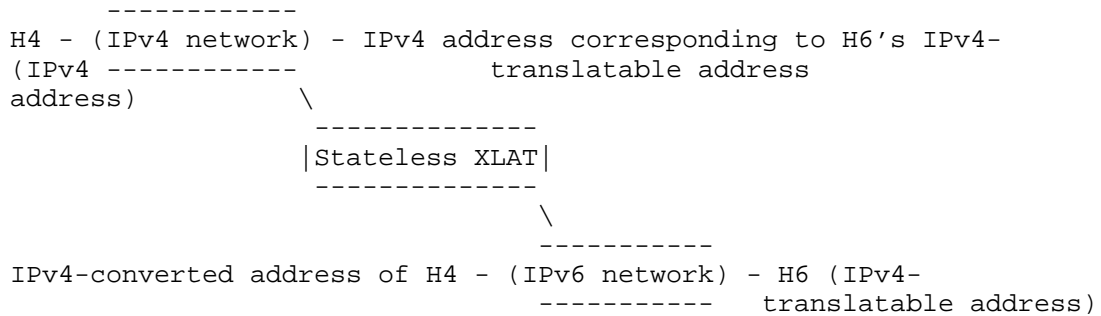 ------------
H4 - (IPv4 network) - IPv4 address corresponding to H6's IPv4-
(IPv4 ------------ translatable address
address) \
--------------
|Stateless XLAT|
--------------
\
-----------
IPv4-converted address of H4 - (IPv6 network) - H6 (IPv4-
----------- translatable address)